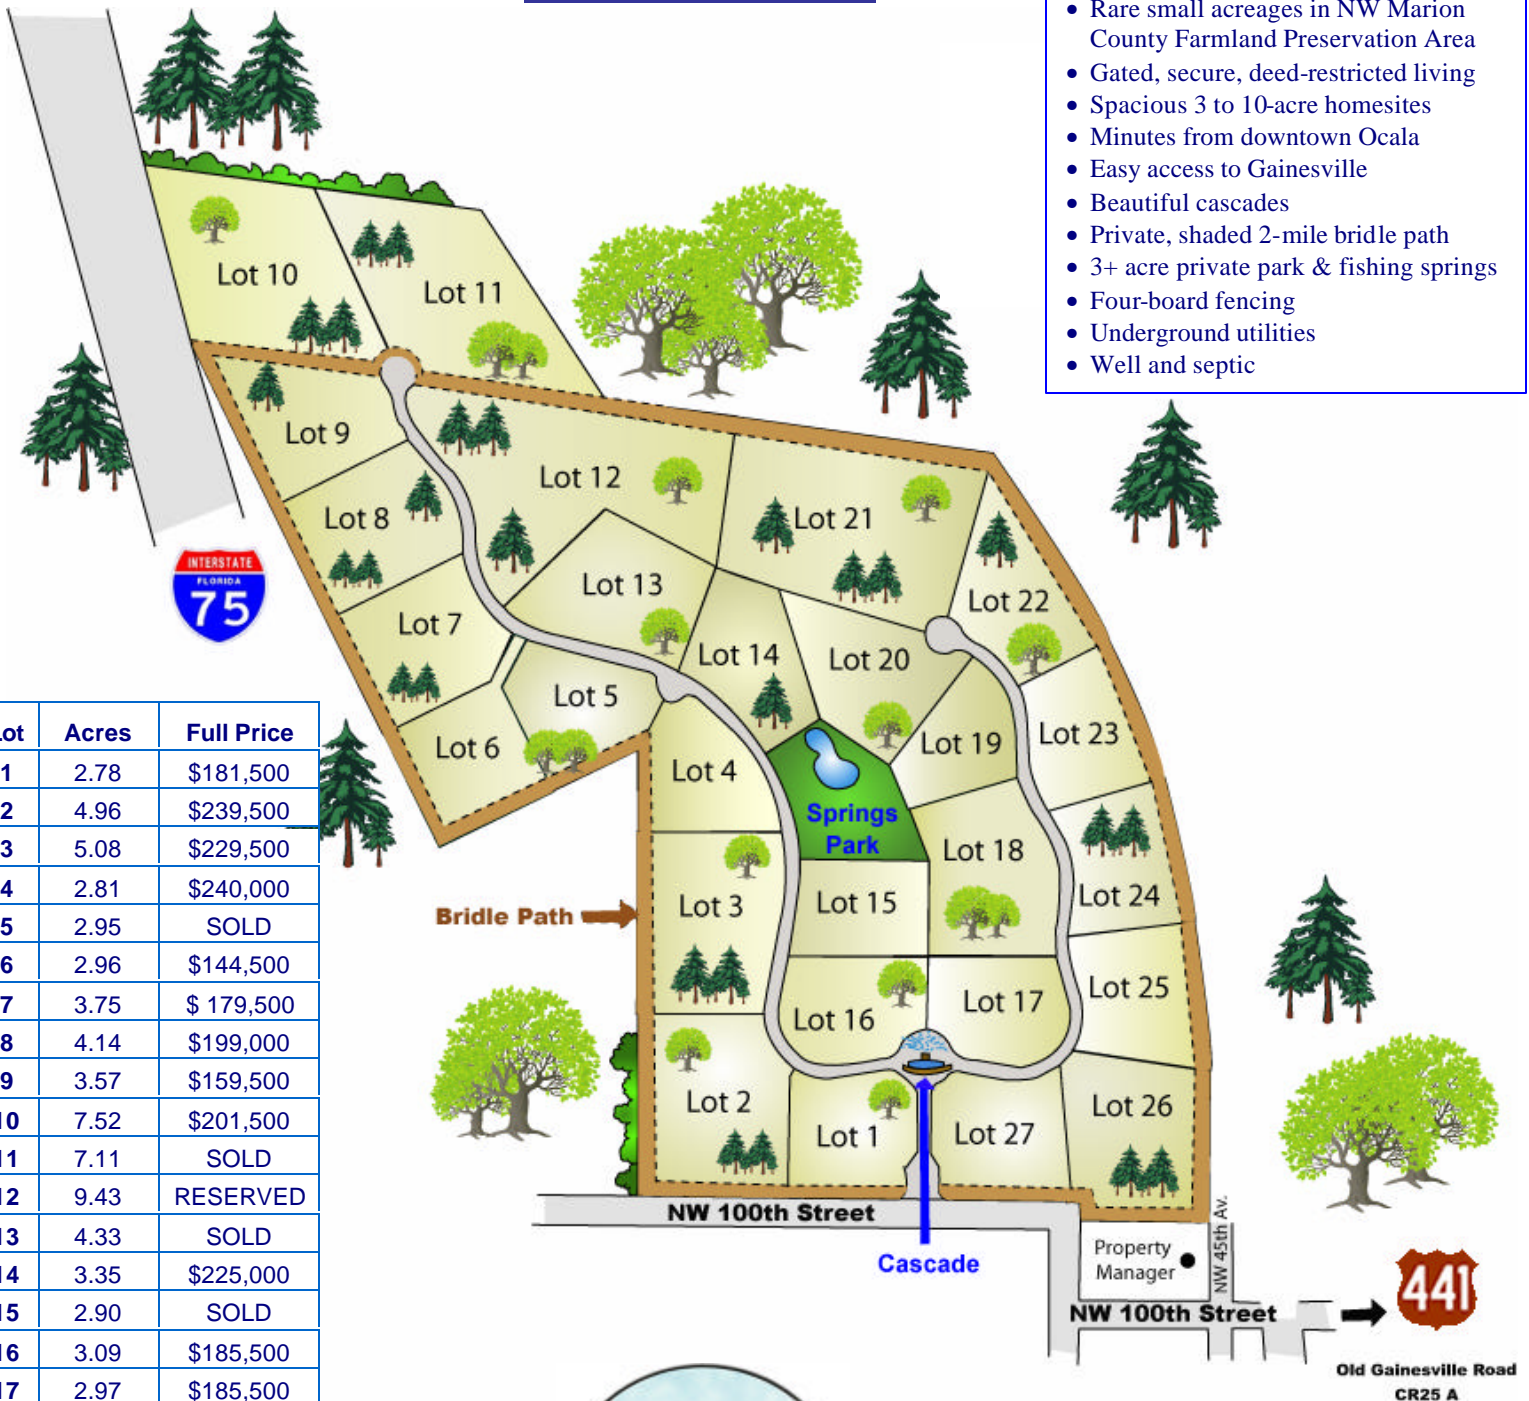 • Rare small acreages in NW Marion
County Farmland Preservation Area
• Gated, secure, deed-restricted living
• Spacious 3 to 10-acre homesites
• Minutes from downtown Ocala
• Easy access to Gainesville
• Beautiful cascades
• Private, shaded 2-mile bridle path
• 3+ acre private park & fishing springs
• Four-board fencing
• Underground utilities
• Well and septic
Lot 10
Lot 11
Lot 9
Lot 12
Lot 8
Lot 21
INTERSTATE
FLORIDA
75
Lot 13
Lot 22
Lot 7
Lot 14
Lot 20
Lot 5
Lot 6
Lot 19
Lot 23
Lot 4
Springs
Park
Lot 18
Lot 24
Lot 3
Lot 15
Bridle Path
Lot 25
Lot 16
Lot 17
Lot 2
Lot 1
Lot 27
Lot 26
NW 100th Street
Cascade
Property
Manager
NW 45th Av.
NW 100th Street
441
Old Gainesville Road
CR25 A
ot Acres Full Price
1 2.78 $181,500
2 4.96 $239,500
3 5.08 $229,500
4 2.81 $240,000
5 2.95 SOLD
6 2.96 $144,500
7 3.75 $ 179,500
8 4.14 $199,000
9 3.57 $159,500
10 7.52 $201,500
11 7.11 SOLD
12 9.43 RESERVED
13 4.33 SOLD
14 3.35 $225,000
15 2.90 SOLD
16 3.09 $185,500
17 2.97 $185,500